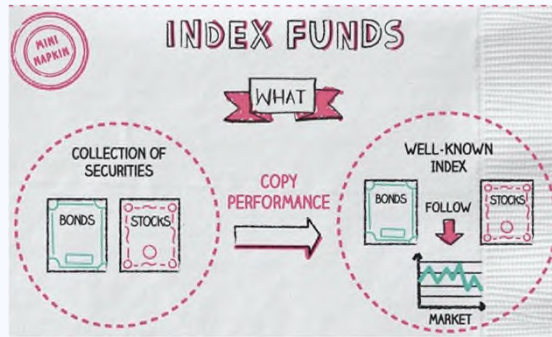 MINI
NAPKIN
INDEX FUNDS
WHAT
COLLECTION OF
SECURITIES
BONDS
STOCKS
COPY
PERFORMANCE
WELL-KNOWN
INDEX
BONDS
FOLLOW
STOCKS
MARKET